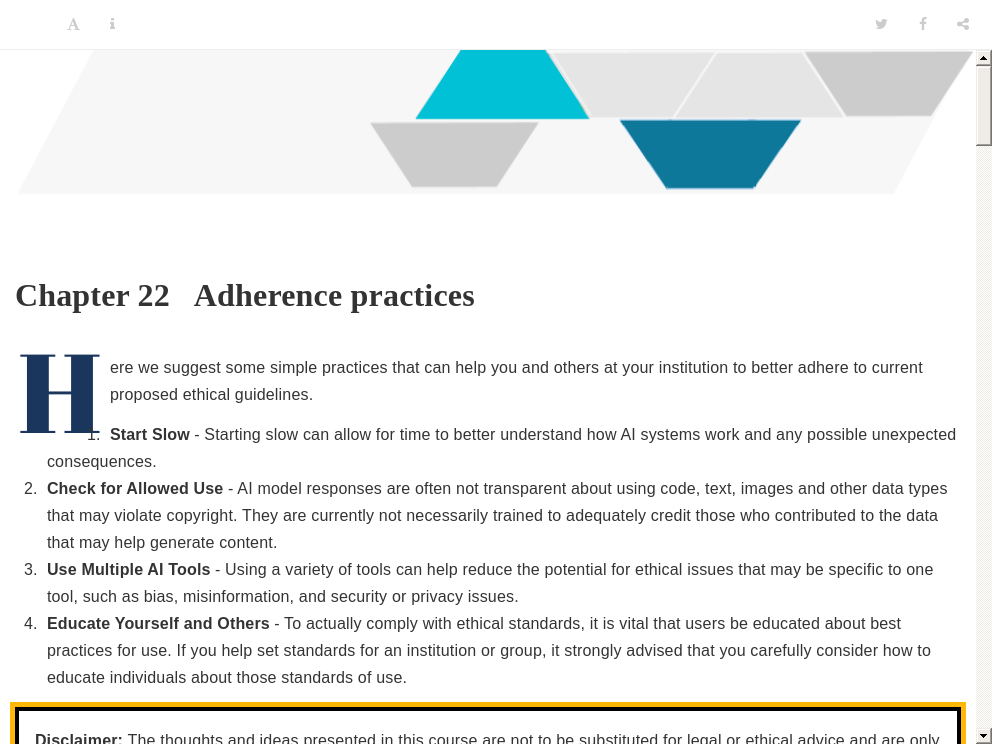 Chapter 22 Adherence practices
Here we suggest some simple practices that can help you and others at your institution to better adhere to current
proposed ethical guidelines.
1. Start Slow - Starting slow can allow for time to better understand how AI systems work and any possible unexpected
consequences.
2. Check for Allowed Use - AI model responses are often not transparent about using code, text, images and other data types
that may violate copyright. They are currently not necessarily trained to adequately credit those who contributed to the data
that may help generate content.
3. Use Multiple AI Tools - Using a variety of tools can help reduce the potential for ethical issues that may be specific to one
tool, such as bias, misinformation, and security or privacy issues.
4. Educate Yourself and Others - To actually comply with ethical standards, it is vital that users be educated about best
practices for use. If you help set standards for an institution or group, it strongly advised that you carefully consider how to
educate individuals about those standards of use.
Disclaimer: The thoughts and ideas presented in this course are not to be substituted for legal or ethical advice and are only